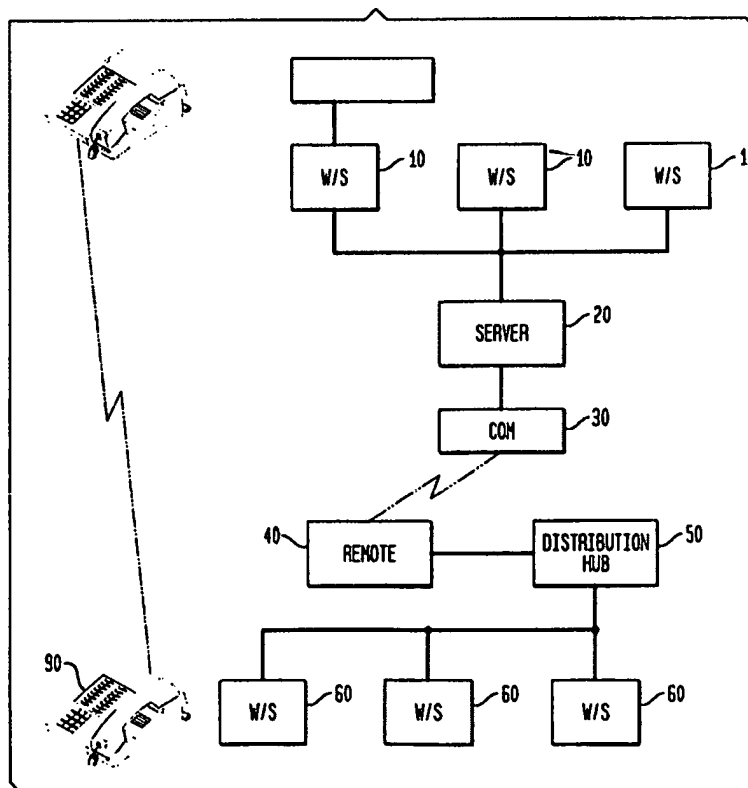 W/S 10
W/S 10
W/S 1
SERVER 20
COM 30
40 REMOTE
DISTRIBUTION HUB 50
90
W/S 60
W/S 60
W/S 60